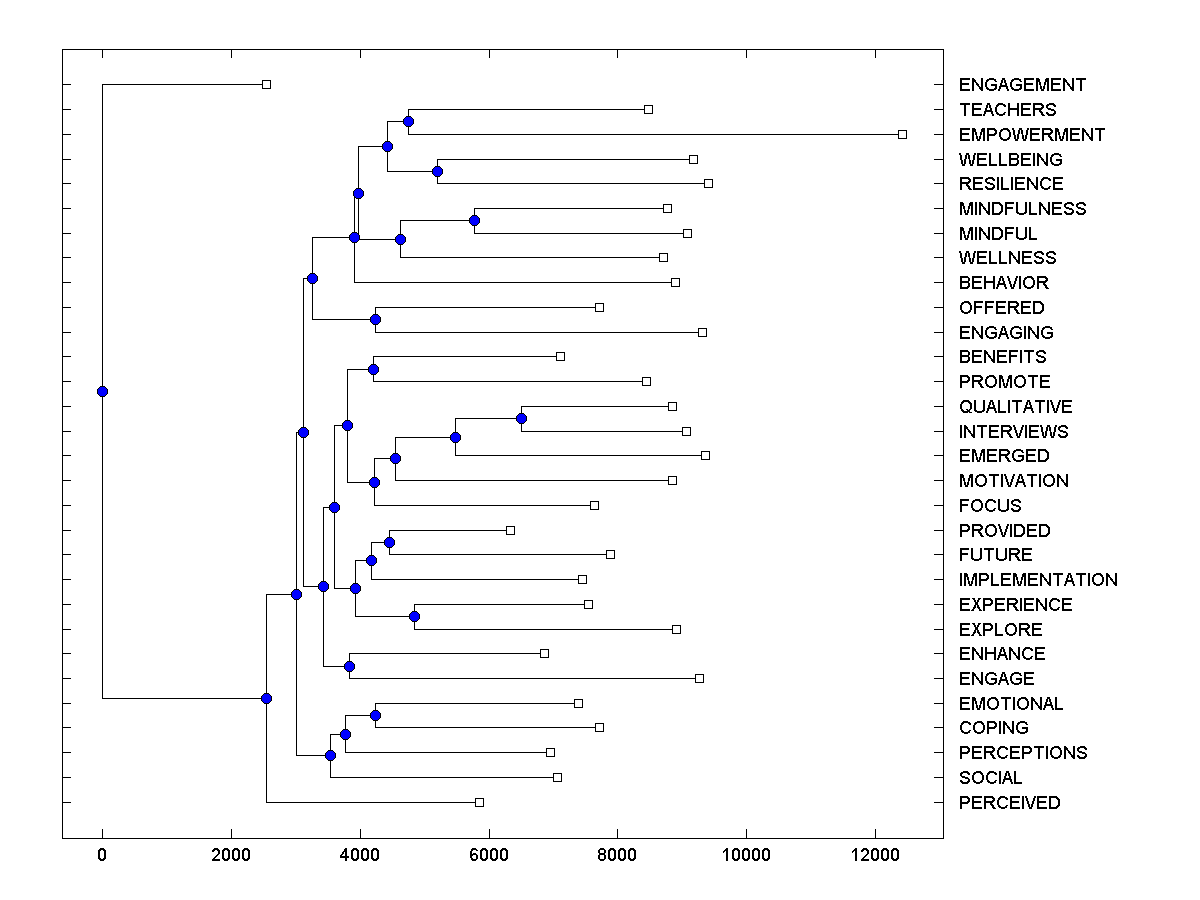 ENGAGEMENT
TEACHERS
EMPOWERMENT
WELLBEING
RESILIENCE
MINDFULNESS
MINDFUL
WELLNESS
BEHAVIOR
OFFERED
ENGAGING
BENEFITS
PROMOTE
QUALITATIVE
INTERVIEWS
EMERGED
MOTIVATION
FOCUS
PROVIDED
FUTURE
IMPLEMENTATION
EXPERIENCE
EXPLORE
ENHANCE
ENGAGE
EMOTIONAL
COPING
PERCEPTIONS
SOCIAL
PERCEIVED
0 2000 4000 6000 8000 10000 12000